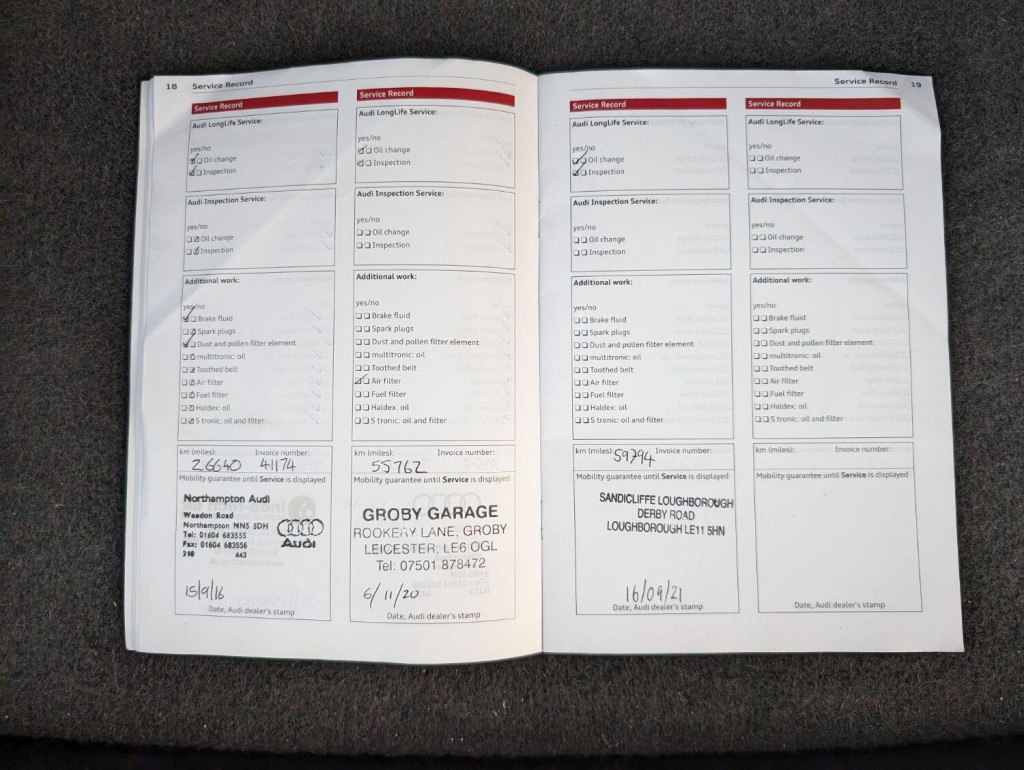 18 Service Record
Service Record
Audi LongLife Service:
yes/no
Oil change
Inspection
Audi Inspection Service:
yes/no
Oil change
Inspection
Additional work:
yes/no
Brake fluid
Spark plugs
Dust and pollen filter element
multitronic: oil
Toothed belt
Air filter
Fuel filter
Haldex: oil
S tronic: oil and filter
km (miles): Invoice number:
26640 41174
Mobility guarantee until Service is displayed
Northampton Audi
Weedon Road
Northampton NN5 5DH
Tel: 01604 683555
Fax: 01604 683556
210 443
Audi
15/9/16
Date, Audi dealer's stamp
Service Record
Audi LongLife Service:
yes/no
Oil change
Inspection
Audi Inspection Service:
yes/no
Oil change
Inspection
Additional work:
yes/no
Brake fluid
Spark plugs
Dust and pollen filter element
multitronic: oil
Toothed belt
Air filter
Fuel filter
Haldex: oil
S tronic: oil and filter
km (miles): Invoice number:
55762
Mobility guarantee until Service is displayed
GROBY GARAGE
ROOKERY LANE, GROBY
LEICESTER, LE6 OGL
Tel: 07501 878472
6/11/20
Date, Audi dealer's stamp
Service Record 19
Service Record
Audi LongLife Service:
yes/no
Oil change
Inspection
Audi Inspection Service:
yes/no
Oil change
Inspection
Additional work:
yes/no
Brake fluid
Spark plugs
Dust and pollen filter element
multitronic: oil
Toothed belt
Air filter
Fuel filter
Haldex: oil
S tronic: oil and filter
km (miles): 59794 Invoice number:
Mobility guarantee until Service is displayed
SANDICLIFFE LOUGHBOROUGH
DERBY ROAD
LOUGHBOROUGH LE11 5HN
16/09/21
Date, Audi dealer's stamp
Service Record
Audi LongLife Service:
yes/no
Oil change
Inspection
Audi Inspection Service:
yes/no
Oil change
Inspection
Additional work:
yes/no
Brake fluid
Spark plugs
Dust and pollen filter element
multitronic: oil
Toothed belt
Air filter
Fuel filter
Haldex: oil
S tronic: oil and filter
km (miles): Invoice number:
Mobility guarantee until Service is displayed
Date, Audi dealer's stamp